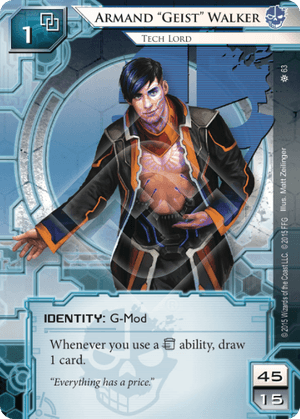 1
ARMAND "GEIST" WALKER
TECH LORD
63
Illus. Matt Zeilinger
© 2015 Wizards of the Coast LLC. © 2015 FFG
IDENTITY: G-Mod
Whenever you use a ability, draw
1 card.
"Everything has a price."
45
15